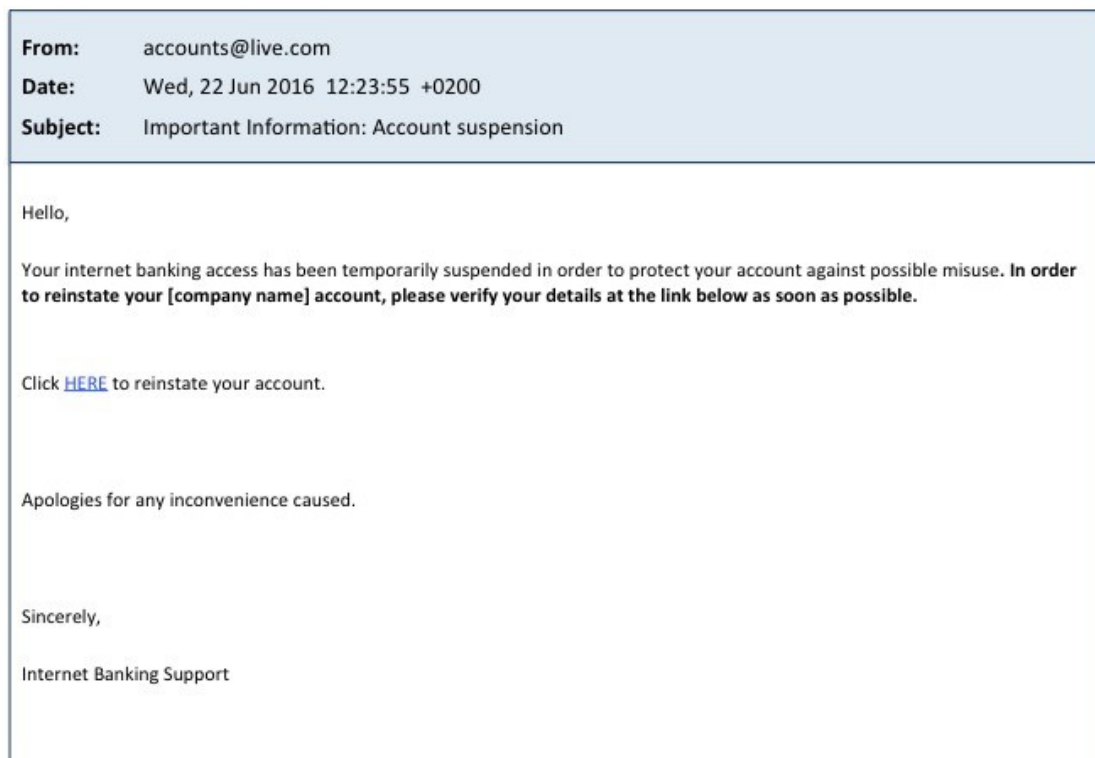 From: accounts@live.com
Date: Wed, 22 Jun 2016 12:23:55 +0200
Subject: Important Information: Account suspension
Hello,
Your internet banking access has been temporarily suspended in order to protect your account against possible misuse. In order
to reinstate your [company name] account, please verify your details at the link below as soon as possible.
Click HERE to reinstate your account.
Apologies for any inconvenience caused.
Sincerely,
Internet Banking Support